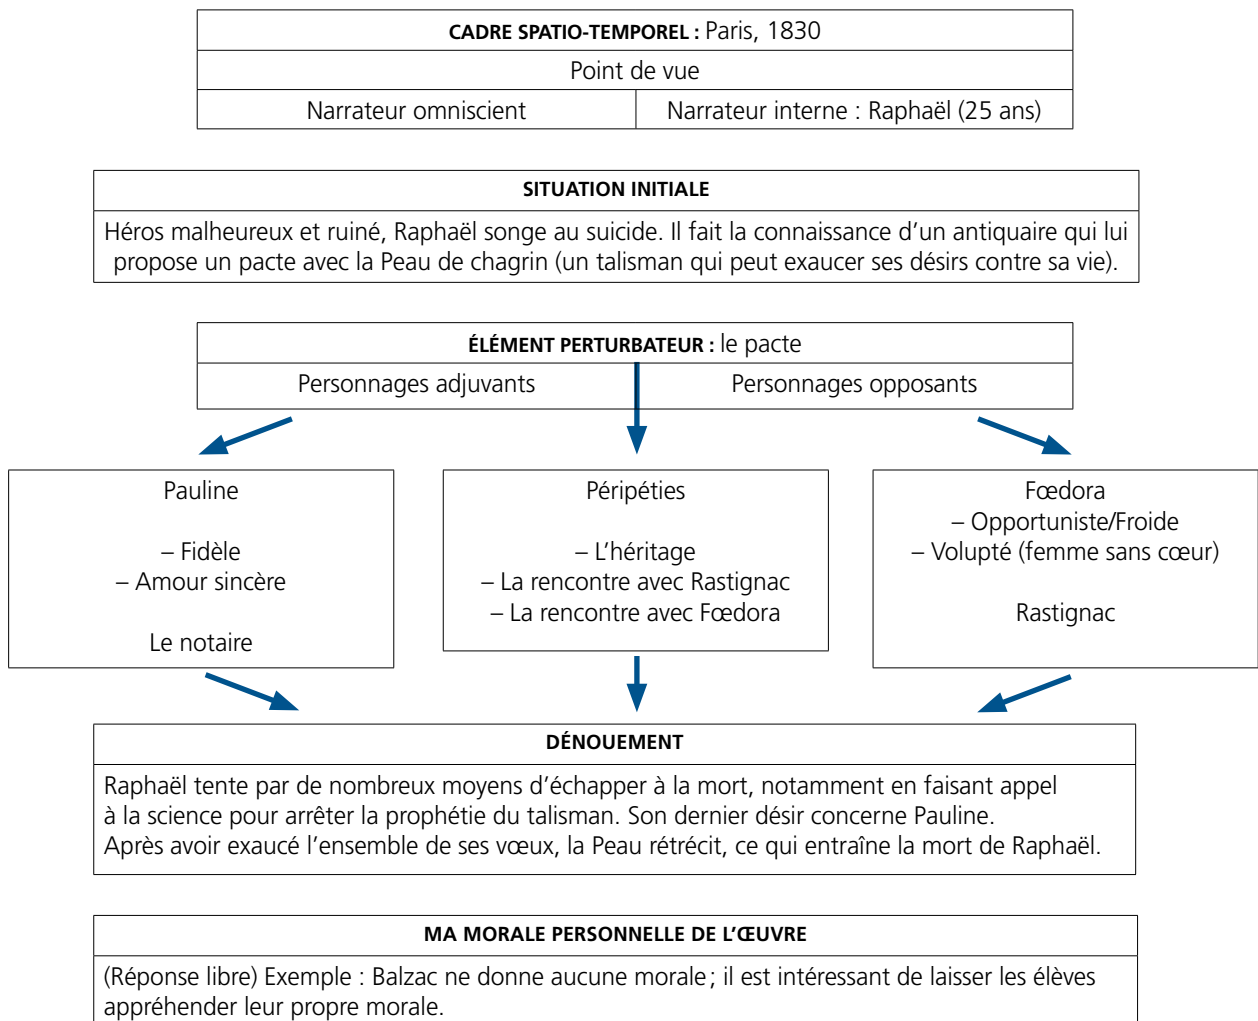 CADRE SPATIO-TEMPOREL : Paris, 1830
Point de vue
Narrateur omniscient
Narrateur interne : Raphaël (25 ans)
SITUATION INITIALE
Héros malheureux et ruiné, Raphaël songe au suicide. Il fait la connaissance d’un antiquaire qui lui
propose un pacte avec la Peau de chagrin (un talisman qui peut exaucer ses désirs contre sa vie).
ÉLÉMENT PERTURBATEUR : le pacte
Personnages adjuvants
Personnages opposants
Pauline
– Fidèle
– Amour sincère
Le notaire
Péripéties
– L’héritage
– La rencontre avec Rastignac
– La rencontre avec Fœdora
Fœdora
– Opportuniste/Froide
– Volupté (femme sans cœur)
Rastignac
DÉNOUEMENT
Raphaël tente par de nombreux moyens d’échapper à la mort, notamment en faisant appel
à la science pour arrêter la prophétie du talisman. Son dernier désir concerne Pauline.
Après avoir exaucé l’ensemble de ses vœux, la Peau rétrécit, ce qui entraîne la mort de Raphaël.
MA MORALE PERSONNELLE DE L’ŒUVRE
(Réponse libre) Exemple : Balzac ne donne aucune morale ; il est intéressant de laisser les élèves
appréhender leur propre morale.